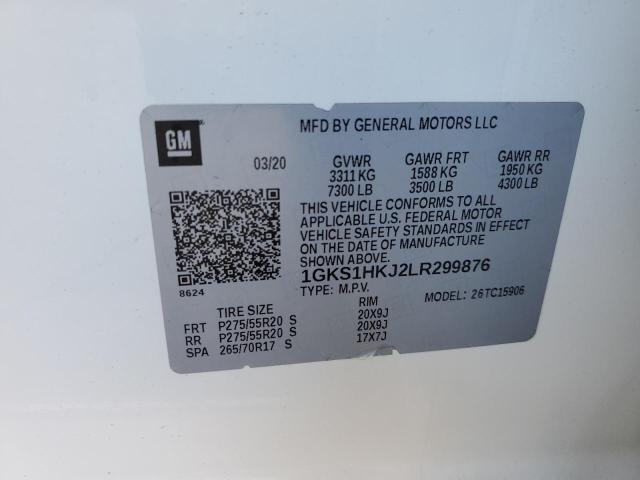 GM
MFD BY GENERAL MOTORS LLC
03/20
GVWR GAWR FRT GAWR RR
3311 KG 1588 KG 1950 KG
7300 LB 3500 LB 4300 LB
THIS VEHICLE CONFORMS TO ALL
APPLICABLE U.S. FEDERAL MOTOR
VEHICLE SAFETY STANDARDS IN EFFECT
ON THE DATE OF MANUFACTURE
SHOWN ABOVE.
1GKS1HKJ2LR299876
8624
TYPE: M.P.V. MODEL: 26TC15906
TIRE SIZE RIM
FRT P275/55R20 S 20X9J
RR P275/55R20 S 20X9J
SPA 265/70R17 S 17X7J